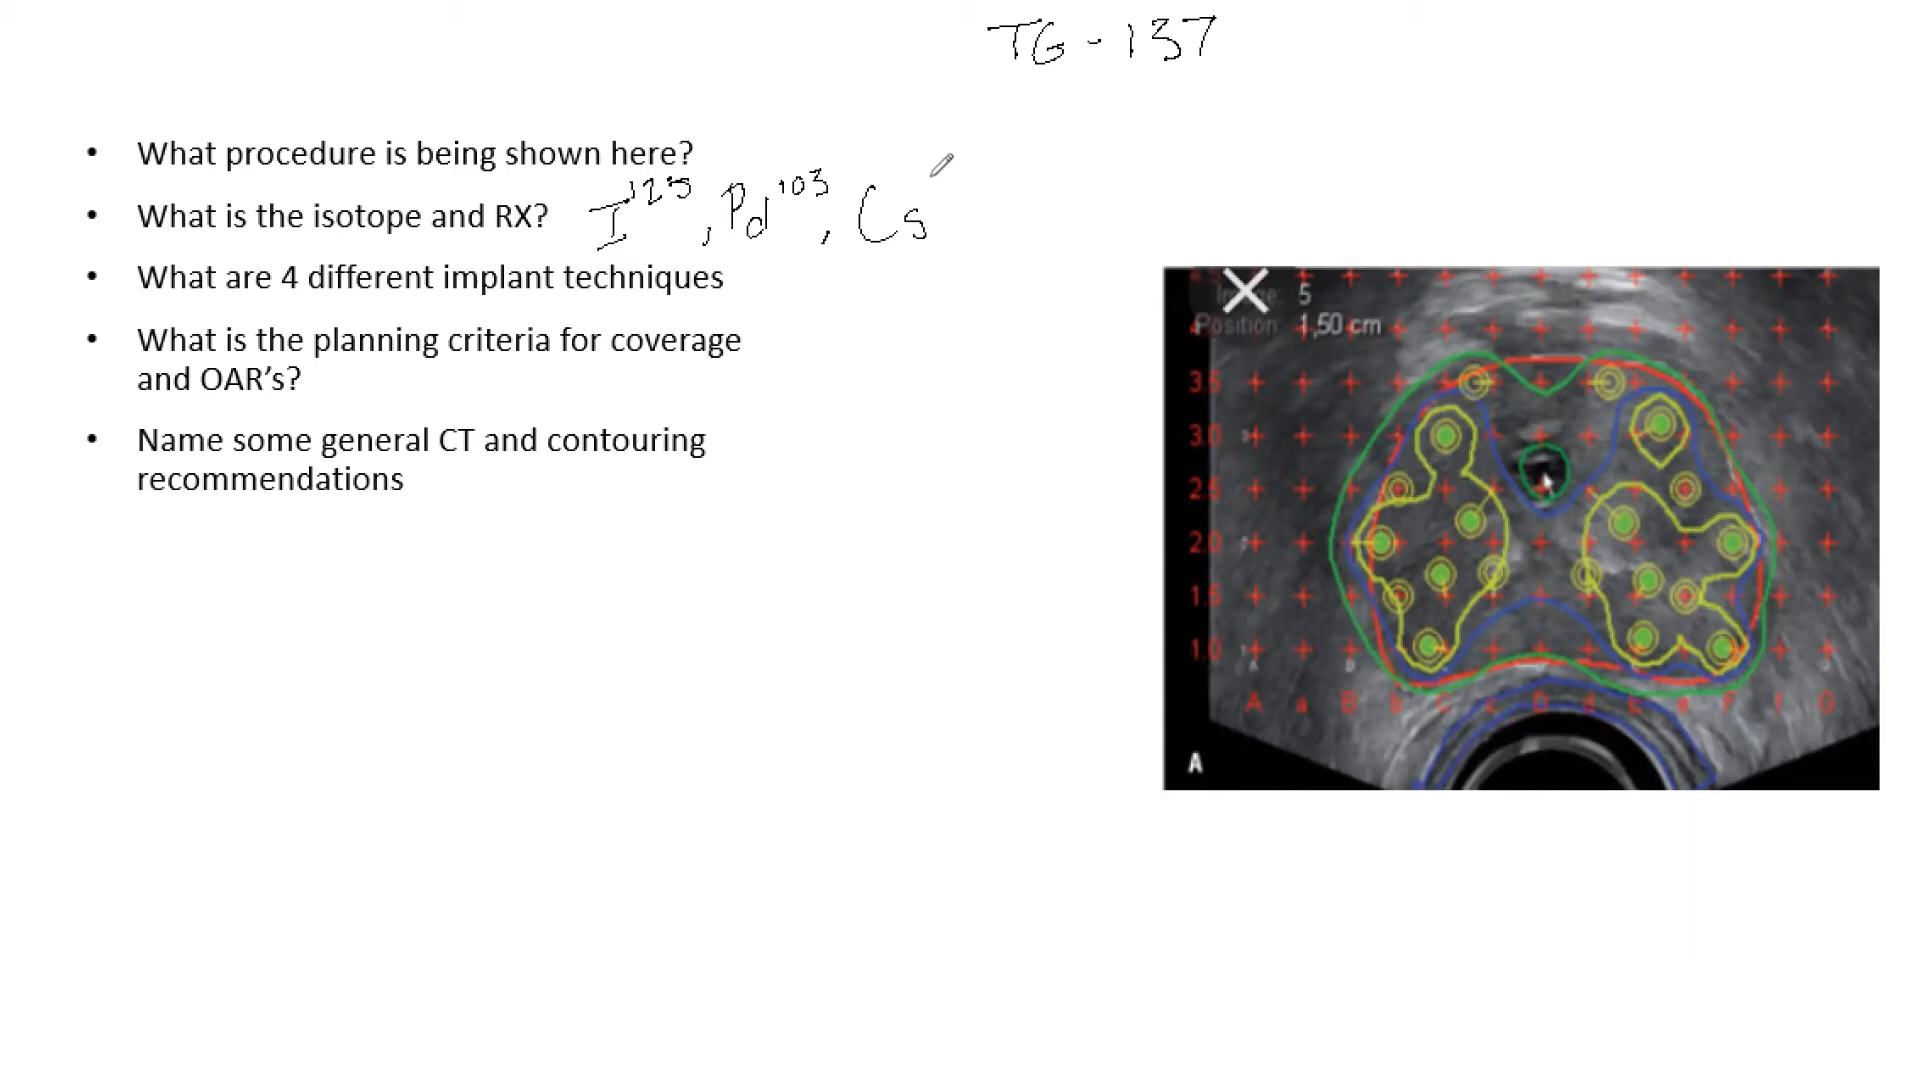 TG-137
• What procedure is being shown here?
• What is the isotope and RX? I¹²⁵, Pd¹⁰³, Cs
• What are 4 different implant techniques
• What is the planning criteria for coverage
and OAR's?
• Name some general CT and contouring
recommendations
5
Position 1,50 cm
3.5
3.0
2.5
2.0
1.5
1.0
A a B b C c D d E e F f G
A